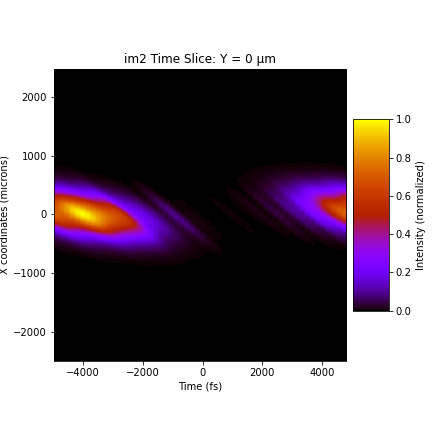 im2 Time Slice: Y = 0 μm
2000
1000
0
−1000
−2000
X coordinates (microns)
−4000 −2000 0 2000 4000
Time (fs)
1.0
0.8
0.6
0.4
0.2
0.0
Intensity (normalized)